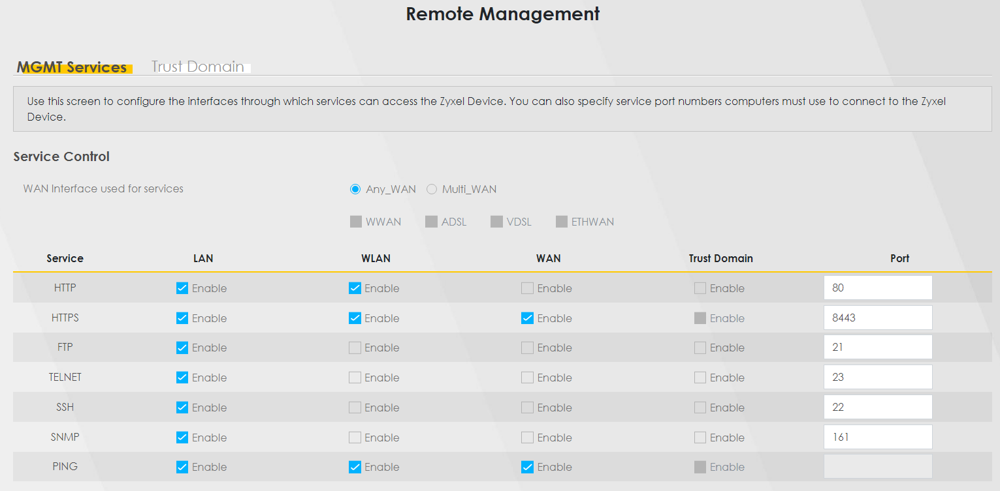 Remote Management
MGMT Services Trust Domain
Use this screen to configure the interfaces through which services can access the Zyxel Device. You can also specify service port numbers computers must use to connect to the Zyxel
Device.
Service Control
WAN Interface used for services Any_WAN Multi_WAN
WWAN ADSL VDSL ETHWAN
Service LAN WLAN WAN Trust Domain Port
HTTP Enable Enable Enable Enable 80
HTTPS Enable Enable Enable Enable 8443
FTP Enable Enable Enable Enable 21
TELNET Enable Enable Enable Enable 23
SSH Enable Enable Enable Enable 22
SNMP Enable Enable Enable Enable 161
PING Enable Enable Enable Enable